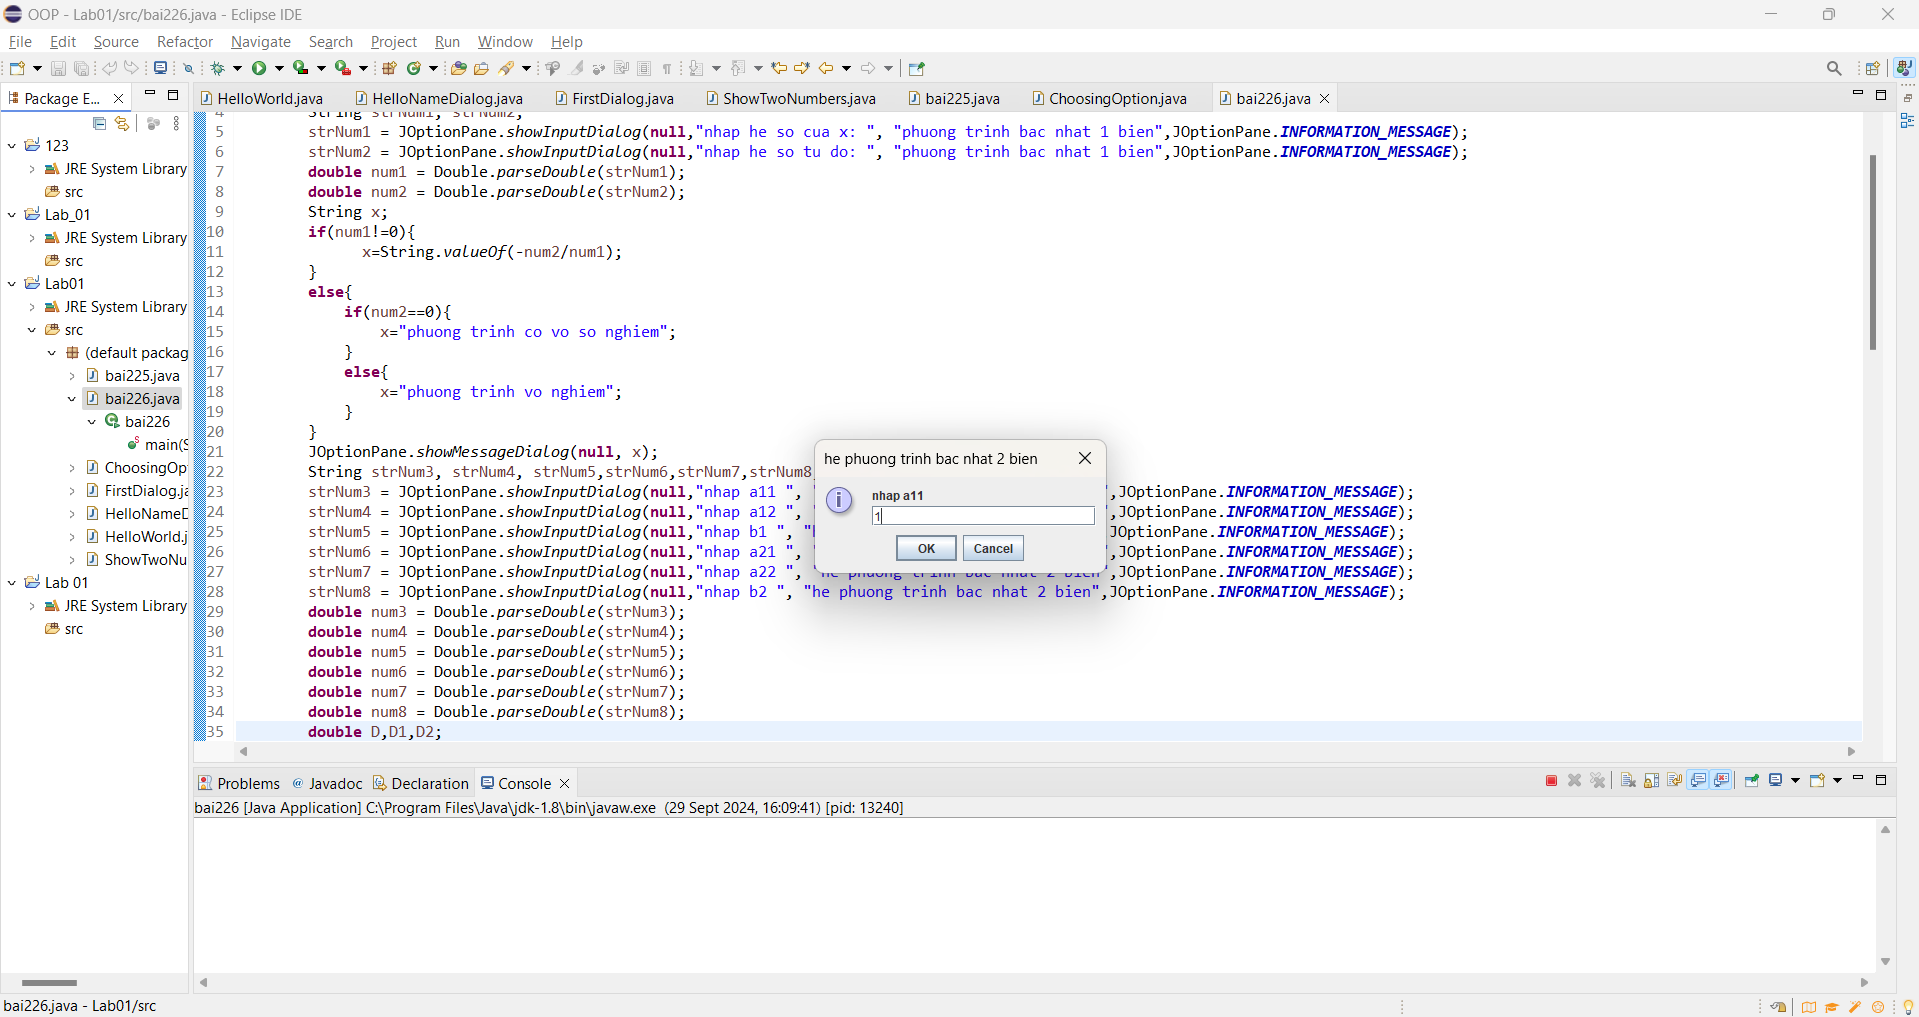 OOP - Lab01/src/bai226.java - Eclipse IDE
File Edit Source Refactor Navigate Search Project Run Window Help
Package E...
HelloWorld.java HelloNameDialog.java FirstDialog.java ShowTwoNumbers.java bai225.java ChoosingOption.java bai226.java
123
JRE System Library
src
Lab_01
JRE System Library
src
Lab01
JRE System Library
src
(default packag
bai225.java
bai226.java
bai226
main(S
ChoosingOp
FirstDialog.ja
HelloNameD
HelloWorld.j
ShowTwoNu
Lab 01
JRE System Library
src
4 String strNum1, strNum2;
5 strNum1 = JOptionPane.showInputDialog(null,"nhap he so cua x: ", "phuong trinh bac nhat 1 bien",JOptionPane.INFORMATION_MESSAGE);
6 strNum2 = JOptionPane.showInputDialog(null,"nhap he so tu do: ", "phuong trinh bac nhat 1 bien",JOptionPane.INFORMATION_MESSAGE);
7 double num1 = Double.parseDouble(strNum1);
8 double num2 = Double.parseDouble(strNum2);
9 String x;
10 if(num1!=0){
11 x=String.valueOf(-num2/num1);
12 }
13 else{
14 if(num2==0){
15 x="phuong trinh co vo so nghiem";
16 }
17 else{
18 x="phuong trinh vo nghiem";
19 }
20 }
21 JOptionPane.showMessageDialog(null, x);
22 String strNum3, strNum4, strNum5,strNum6,strNum7,strNum8
23 strNum3 = JOptionPane.showInputDialog(null,"nhap a11 ", ",JOptionPane.INFORMATION_MESSAGE);
24 strNum4 = JOptionPane.showInputDialog(null,"nhap a12 ", ",JOptionPane.INFORMATION_MESSAGE);
25 strNum5 = JOptionPane.showInputDialog(null,"nhap b1 ", " JOptionPane.INFORMATION_MESSAGE);
26 strNum6 = JOptionPane.showInputDialog(null,"nhap a21 ", ",JOptionPane.INFORMATION_MESSAGE);
27 strNum7 = JOptionPane.showInputDialog(null,"nhap a22 ", "he phuong trinh bac nhat 2 bien",JOptionPane.INFORMATION_MESSAGE);
28 strNum8 = JOptionPane.showInputDialog(null,"nhap b2 ", "he phuong trinh bac nhat 2 bien",JOptionPane.INFORMATION_MESSAGE);
29 double num3 = Double.parseDouble(strNum3);
30 double num4 = Double.parseDouble(strNum4);
31 double num5 = Double.parseDouble(strNum5);
32 double num6 = Double.parseDouble(strNum6);
33 double num7 = Double.parseDouble(strNum7);
34 double num8 = Double.parseDouble(strNum8);
35 double D,D1,D2;
he phuong trinh bac nhat 2 bien
nhap a11
1
OK Cancel
Problems Javadoc Declaration Console
bai226 [Java Application] C:\Program Files\Java\jdk-1.8\bin\javaw.exe (29 Sept 2024, 16:09:41) [pid: 13240]
bai226.java - Lab01/src